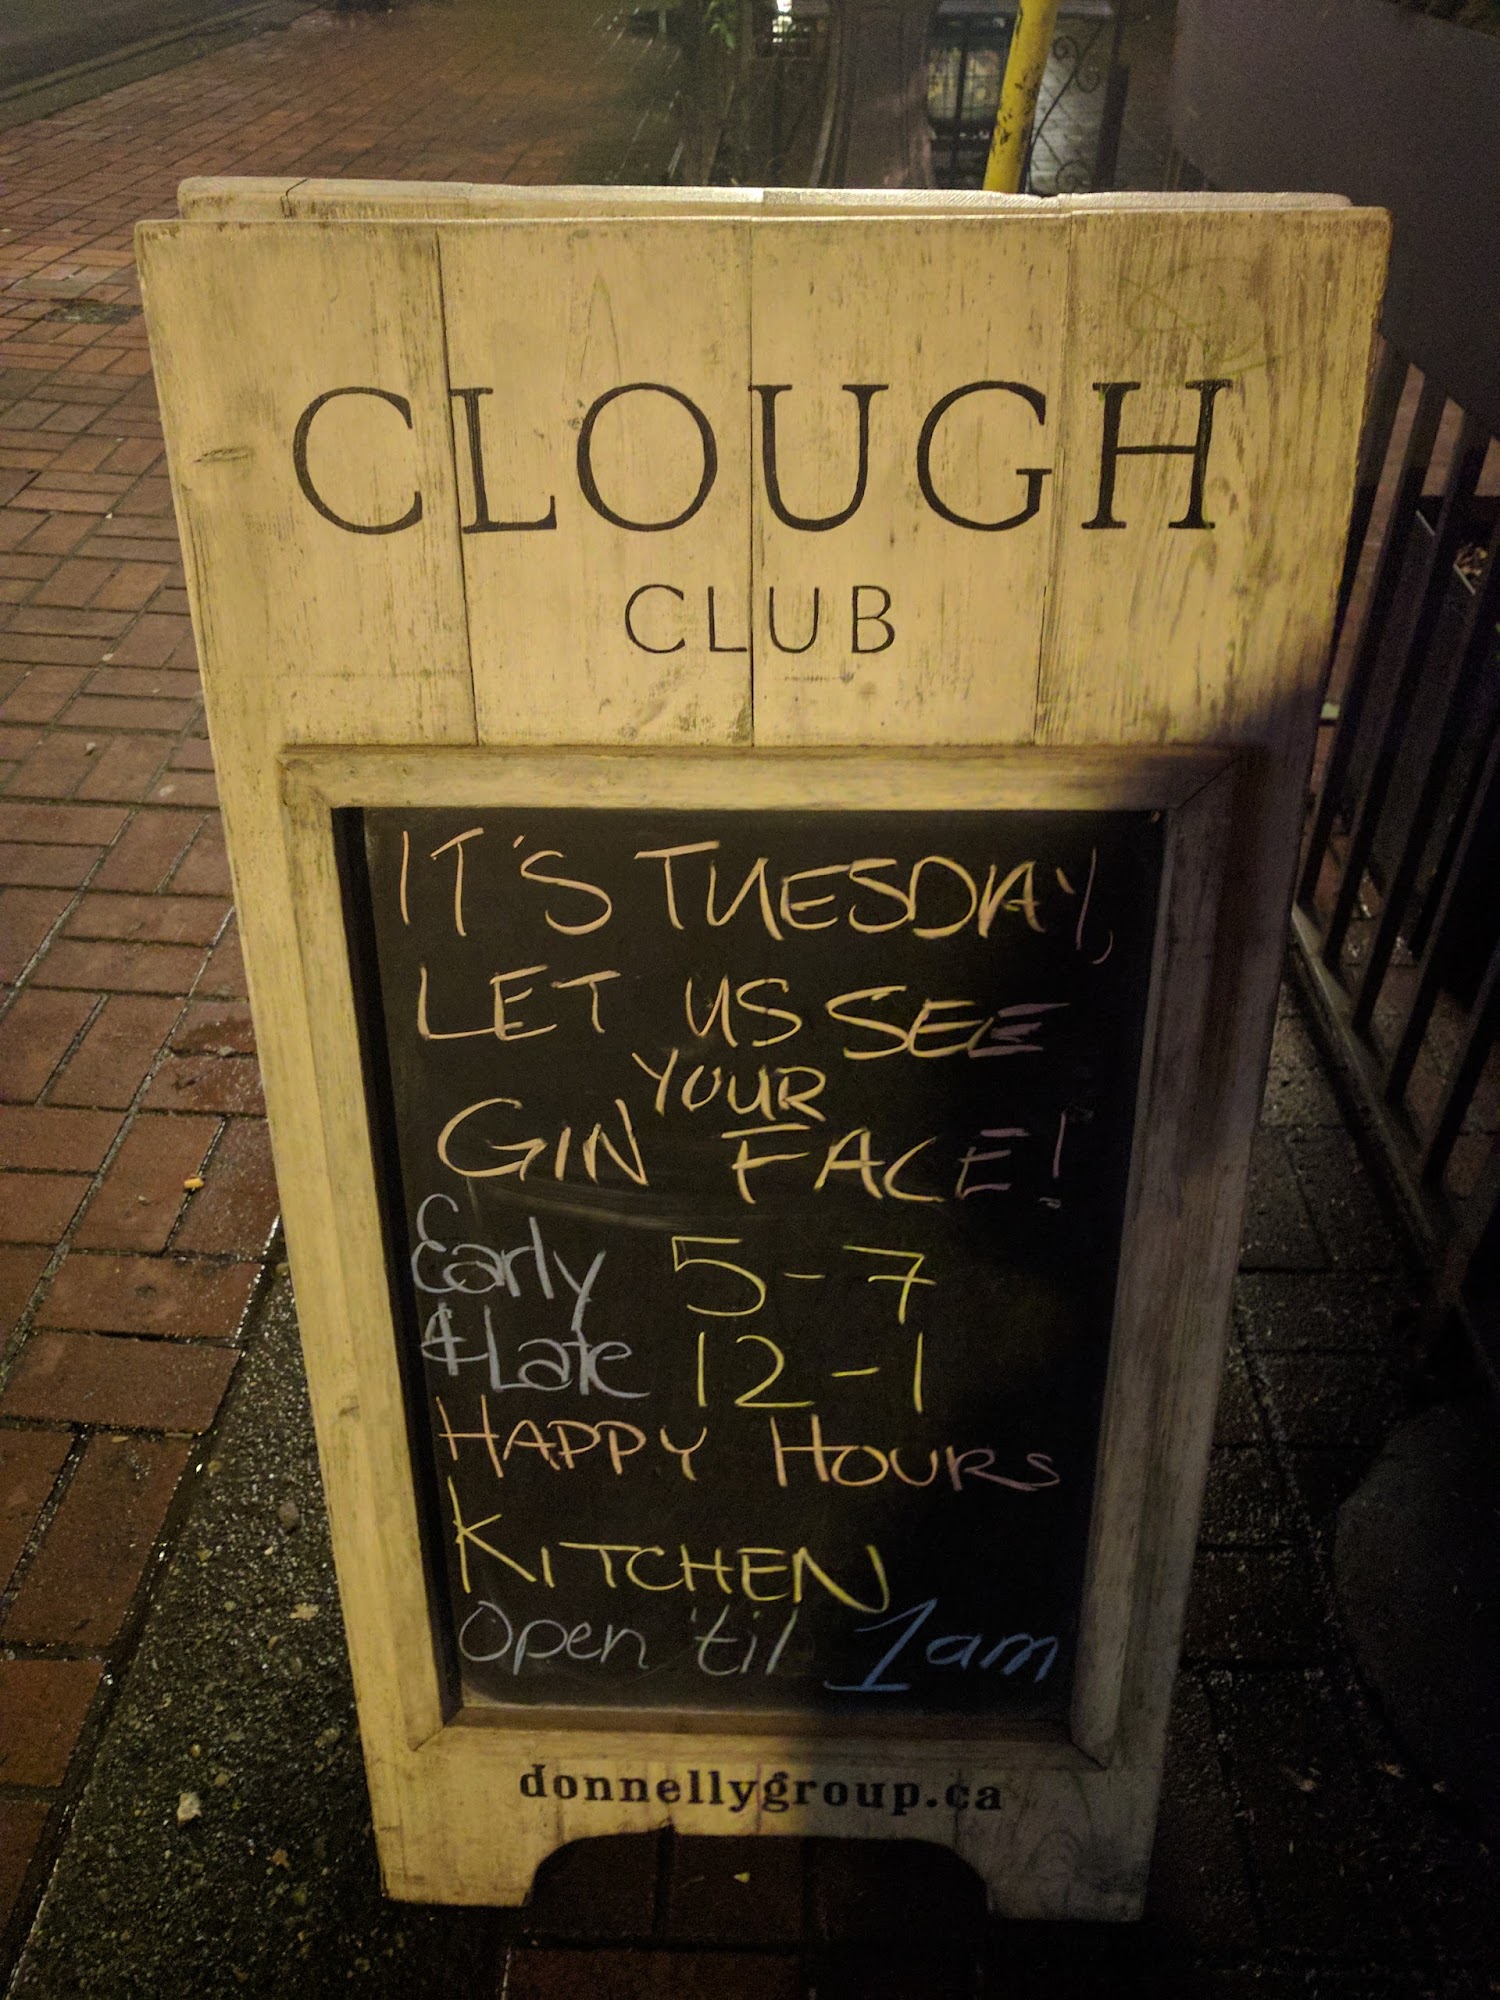 CLOUGH
CLUB
IT'S TUESDAY,
LET US SEE
YOUR
GIN FACE!
Early 5-7
& Late 12-1
HAPPY HOURS
KITCHEN
Open 'til 1am
donnellygroup.ca